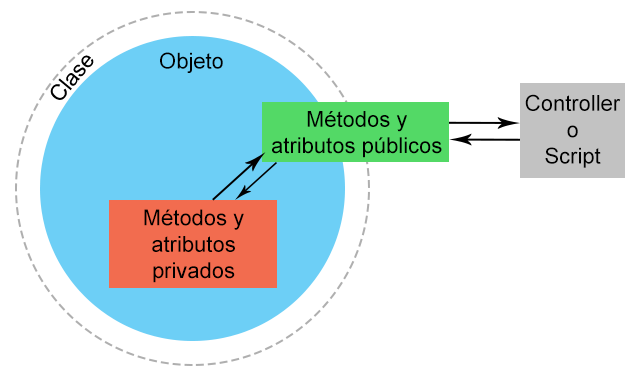 Clase
Objeto
Métodos y
atributos públicos
Controller
o
Script
Métodos y
atributos
privados